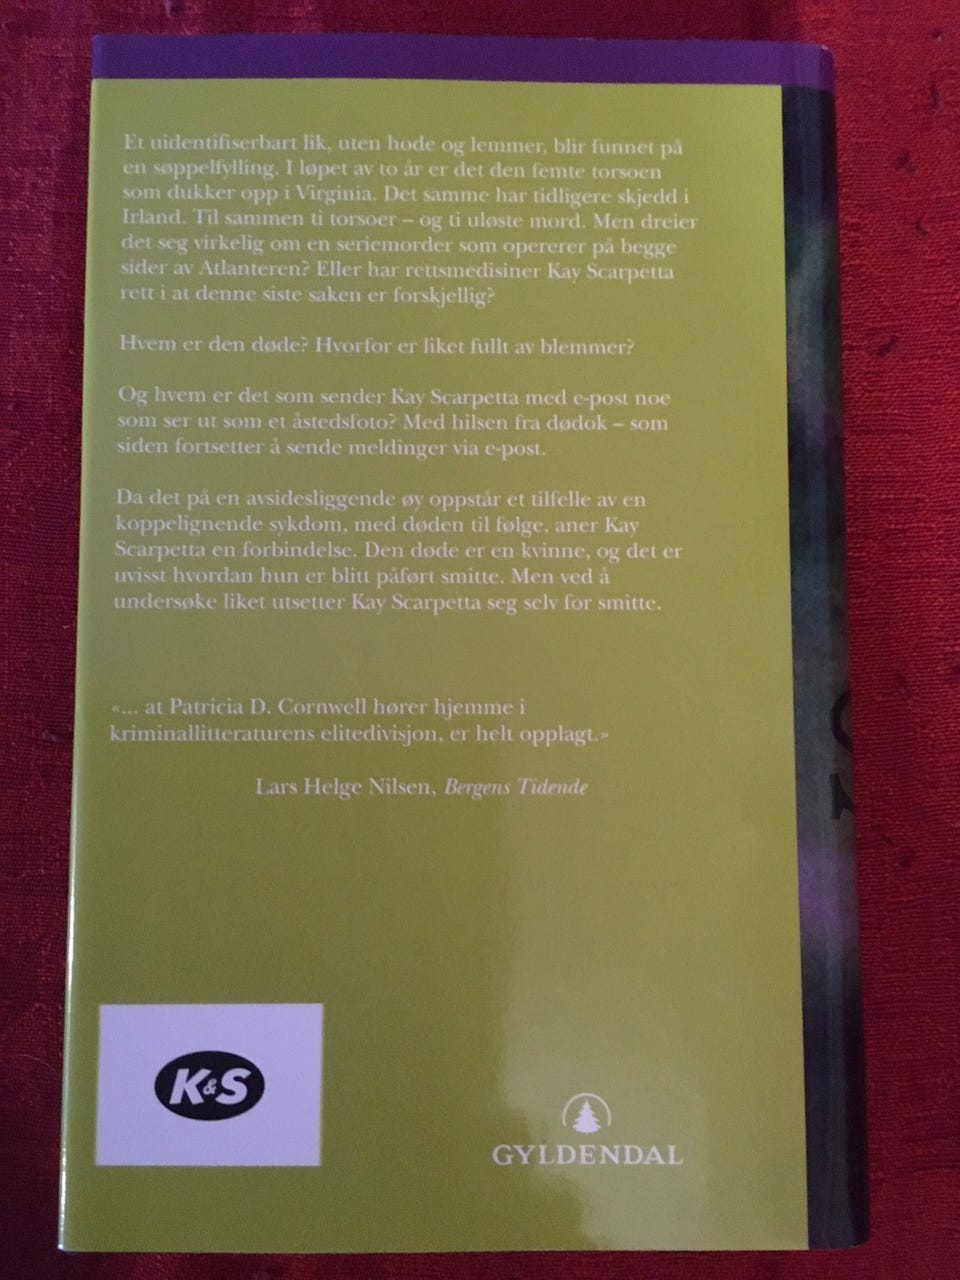 Et uidentifiserbart lik, uten hode og lemmer, blir funnet på
en søppelfylling. I løpet av to år er det den femte torsoen
som dukker opp i Virginia. Det samme har tidligere skjedd i
Irland. Til sammen ti torsoer – og ti uløste mord. Men dreier
det seg virkelig om en seriemorder som opererer på begge
sider av Atlanteren? Eller har rettsmedisiner Kay Scarpetta
rett i at denne siste saken er forskjellig?
Hvem er den døde? Hvorfor er liket fullt av blemmer?
Og hvem er det som sender Kay Scarpetta med e-post noe
som ser ut som et åstedsfoto? Med hilsen fra dødok – som
siden fortsetter å sende meldinger via e-post.
Da det på en avsidesliggende øy oppstår et tilfelle av en
koppelignende sykdom, med døden til følge, aner Kay
Scarpetta en forbindelse. Den døde er en kvinne, og det er
uvisst hvordan hun er blitt påført smitte. Men ved å
undersøke liket utsetter Kay Scarpetta seg selv for smitte.
«... at Patricia D. Cornwell hører hjemme i
kriminallitteraturens elitedivisjon, er helt opplagt.»
Lars Helge Nilsen, Bergens Tidende
K&S
GYLDENDAL